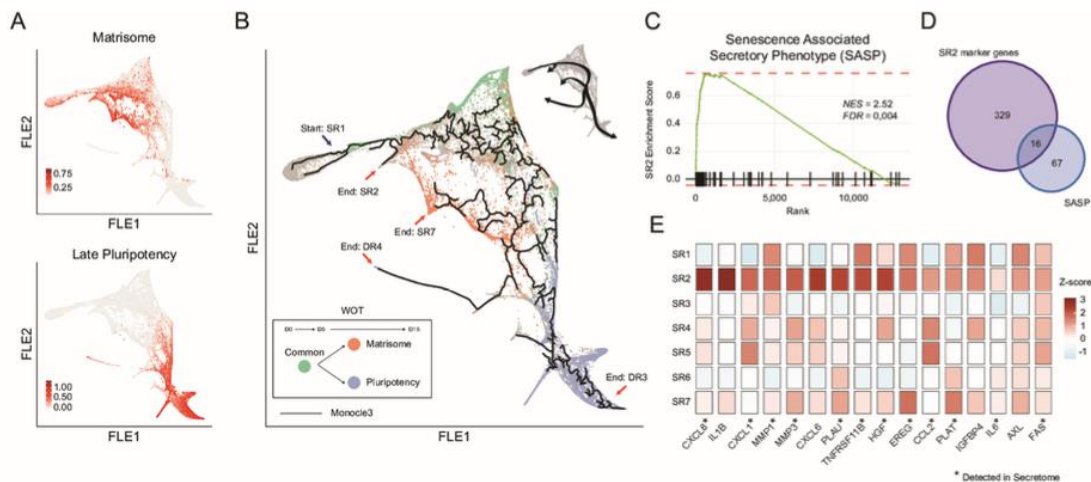 A
Matrisome
FLE2
0.75
0.25
FLE1
Late Pluripotency
FLE2
1.00
0.50
0.00
FLE1
B
FLE2
Start: SR1
End: SR2
End: SR7
End: DR4
End: DR3
WOT
D0
D15
Common
Matrisome
Pluripotency
Monocle3
FLE1
C
Senescence Associated
Secretory Phenotype (SASP)
SR2 Enrichment Score
0.6
0.4
0.2
0.0
NES = 2.52
FDR = 0,004
0
5,000
10,000
Rank
D
SR2 marker genes
329
16
67
SASP
E
SR1
SR2
SR3
SR4
SR5
SR6
SR7
Z-score
3
2
1
0
-1
CXCL8*
IL1B
CXCL1*
MMP1*
MMP3*
CXCL6
PLAU*
TNFRSF11B*
HGF*
EREG*
CCL2*
PLAT*
IGFBP4
IL6*
AXL
FAS*
* Detected in Secretome